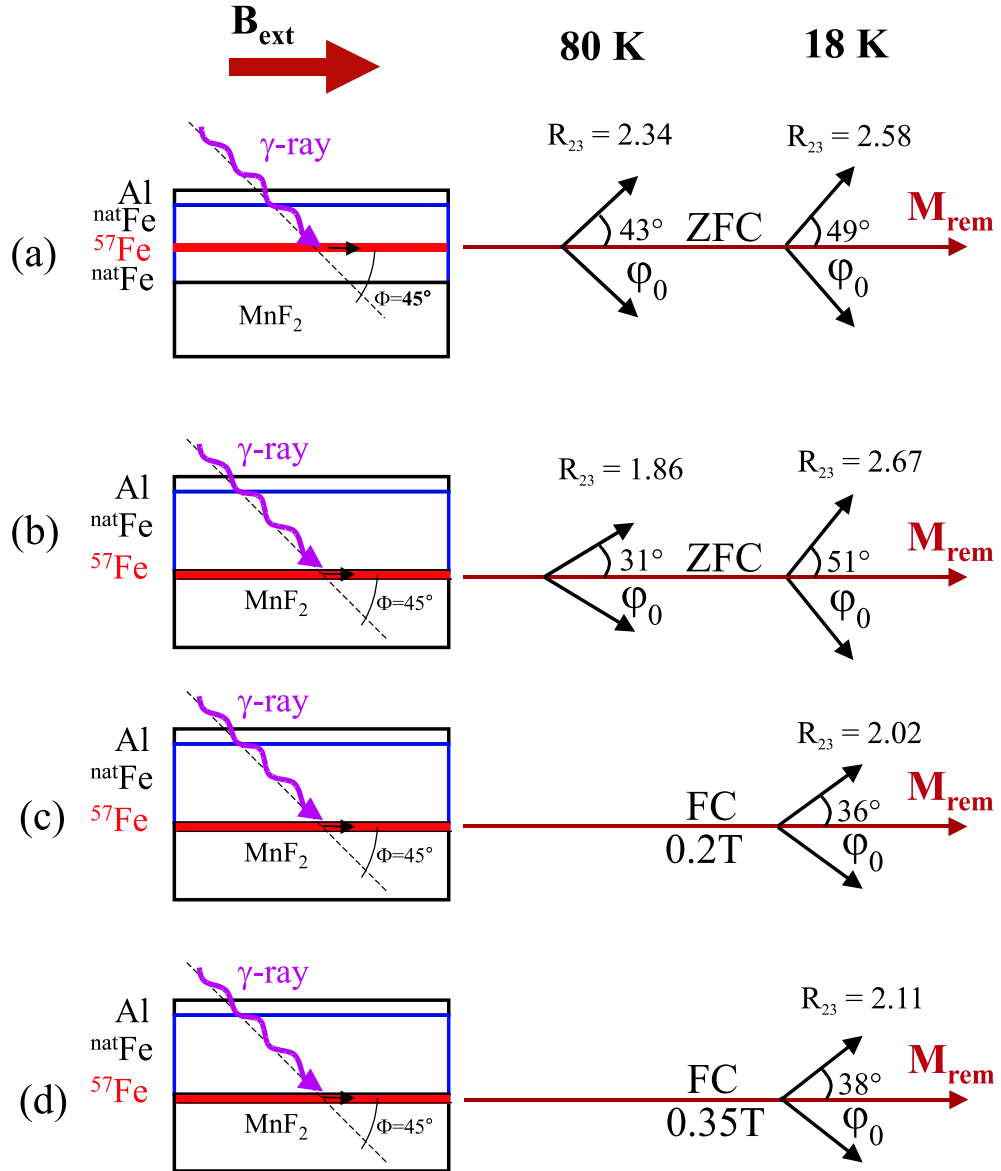 B_ext
80 K
18 K
(a)
γ-ray
Al
natFe
57Fe
natFe
MnF₂
Φ=45°
R₂₃ = 2.34
43°
φ₀
ZFC
R₂₃ = 2.58
49°
φ₀
M_rem
(b)
γ-ray
Al
natFe
57Fe
MnF₂
Φ=45°
R₂₃ = 1.86
31°
φ₀
ZFC
R₂₃ = 2.67
51°
φ₀
M_rem
(c)
γ-ray
Al
natFe
57Fe
MnF₂
Φ=45°
FC
0.2T
R₂₃ = 2.02
36°
φ₀
M_rem
(d)
γ-ray
Al
natFe
57Fe
MnF₂
Φ=45°
FC
0.35T
R₂₃ = 2.11
38°
φ₀
M_rem